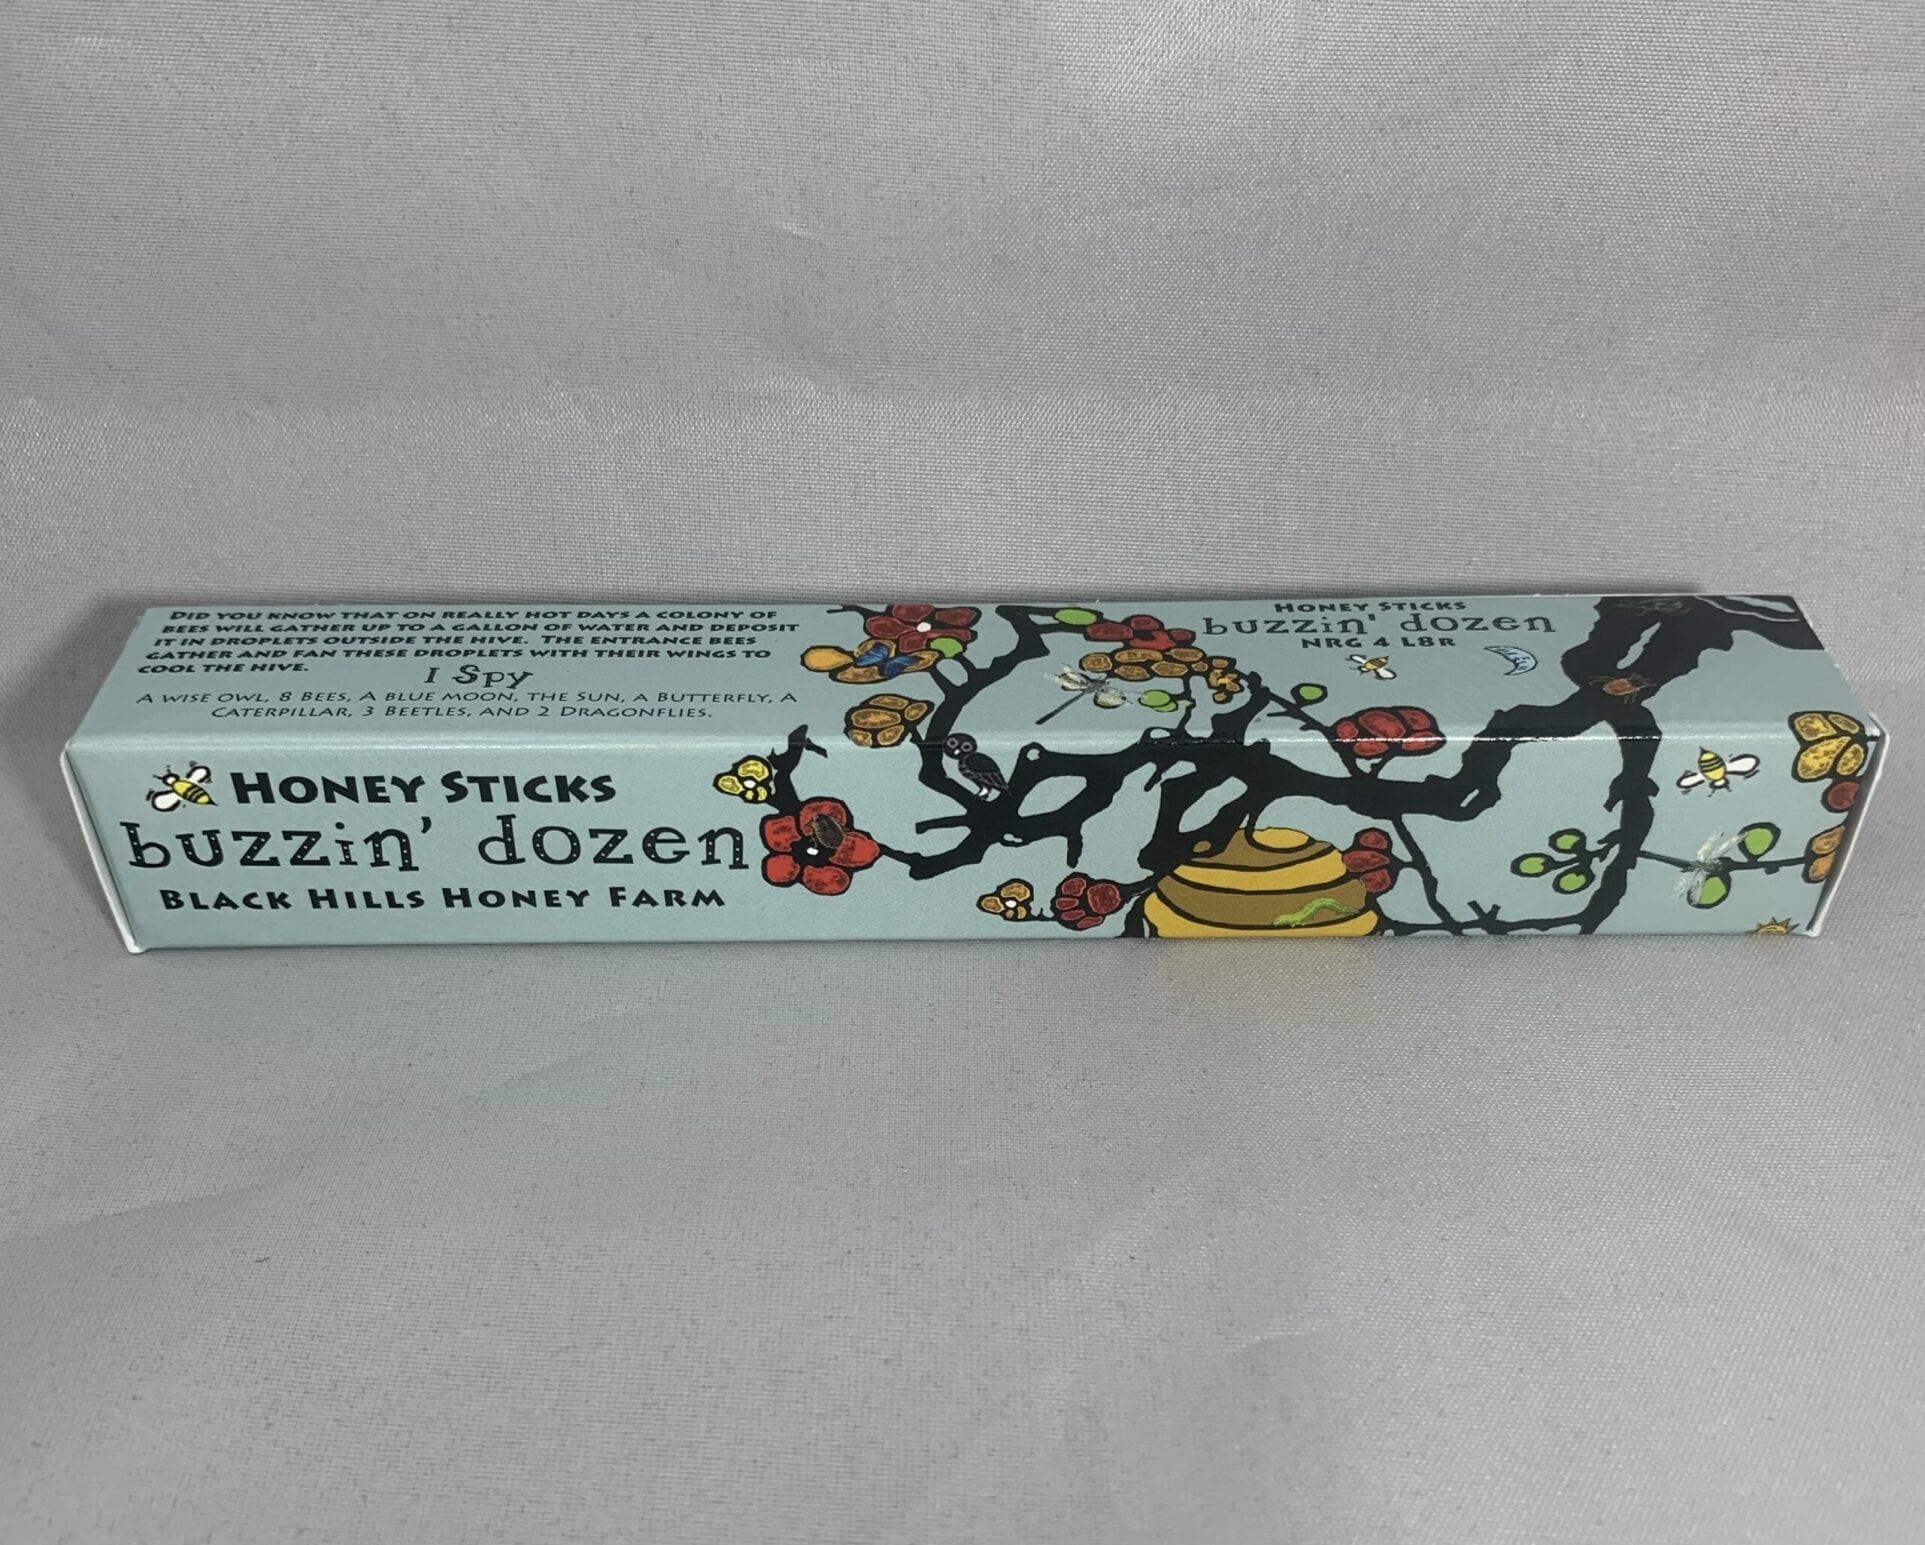 DID YOU KNOW THAT ON REALLY HOT DAYS A COLONY OF
BEES WILL GATHER UP TO A GALLON OF WATER AND DEPOSIT
IT IN DROPLETS OUTSIDE THE HIVE. THE ENTRANCE BEES
GATHER AND FAN THESE DROPLETS WITH THEIR WINGS TO
COOL THE HIVE.
I Spy
A WISE OWL, 8 BEES, A BLUE MOON, THE SUN, A BUTTERFLY, A
CATERPILLAR, 3 BEETLES, AND 2 DRAGONFLIES.
HONEY STICKS
buzzin' dozen
NRG 4 L8R
HONEY STICKS
buzzin' dozen
BLACK HILLS HONEY FARM